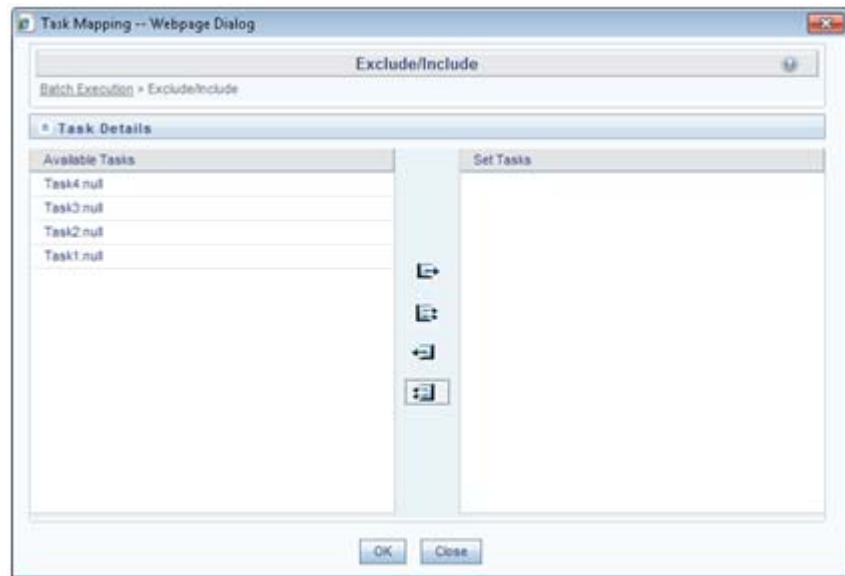 Task Mapping -- Webpage Dialog
Exclude/Include
Batch Execution > Exclude/Include
Task Details
Available Tasks
Set Tasks
Task4:null
Task3:null
Task2:null
Task1:null
OK
Close